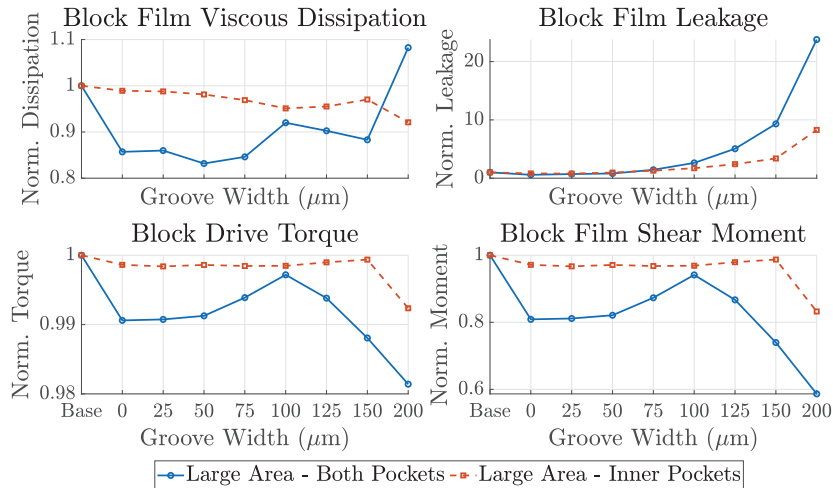 Block Film Viscous Dissipation
Norm. Dissipation
1.1
1
0.9
0.8
Groove Width (μm)
Block Film Leakage
Norm. Leakage
20
10
0
Groove Width (μm)
Block Drive Torque
Norm. Torque
1
0.99
0.98
Base 0 25 50 75 100 125 150 200
Groove Width (μm)
Block Film Shear Moment
Norm. Moment
1
0.8
0.6
Base 0 25 50 75 100 125 150 200
Groove Width (μm)
Large Area - Both Pockets Large Area - Inner Pockets